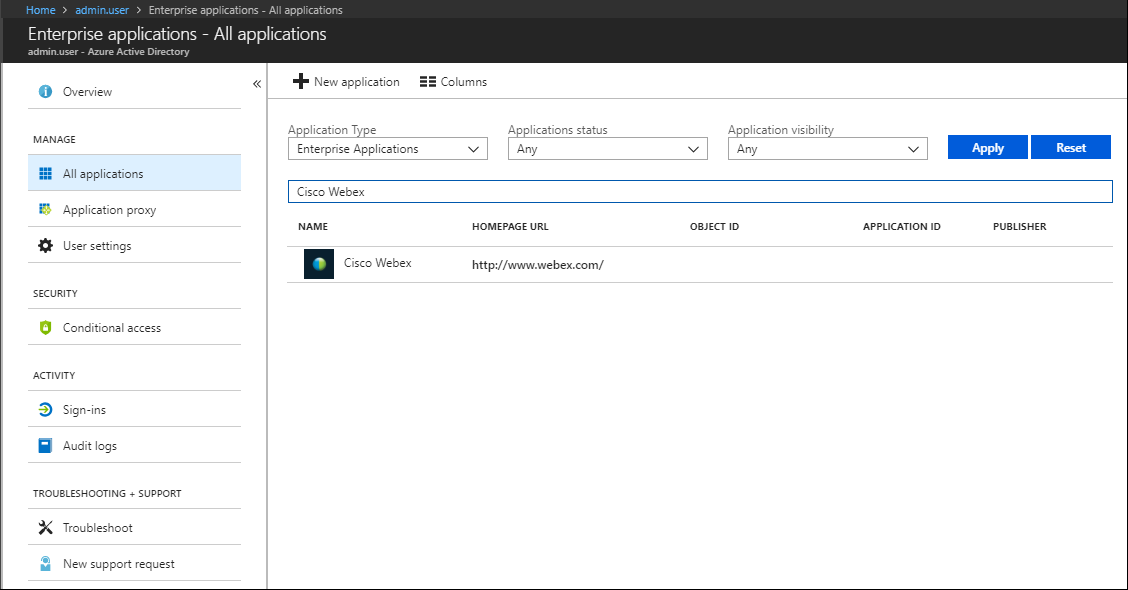 Home > admin.user > Enterprise applications - All applications
Enterprise applications - All applications
admin.user - Azure Active Directory
«
Overview
MANAGE
All applications
Application proxy
User settings
SECURITY
Conditional access
ACTIVITY
Sign-ins
Audit logs
TROUBLESHOOTING + SUPPORT
Troubleshoot
New support request
New application Columns
Application Type Applications status Application visibility
Enterprise Applications Any Any Apply Reset
Cisco Webex
NAME HOMEPAGE URL OBJECT ID APPLICATION ID PUBLISHER
Cisco Webex http://www.webex.com/